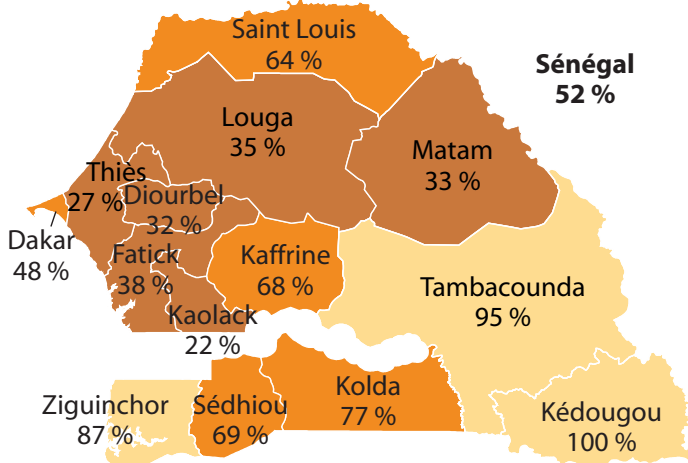 Saint Louis
64 %
Sénégal
52 %
Louga
35 %
Matam
33 %
Thiès
27 %
Diourbel
32 %
Dakar
48 %
Fatick
38 %
Kaffrine
68 %
Kaolack
22 %
Tambacounda
95 %
Ziguinchor
87 %
Sédhiou
69 %
Kolda
77 %
Kédougou
100 %